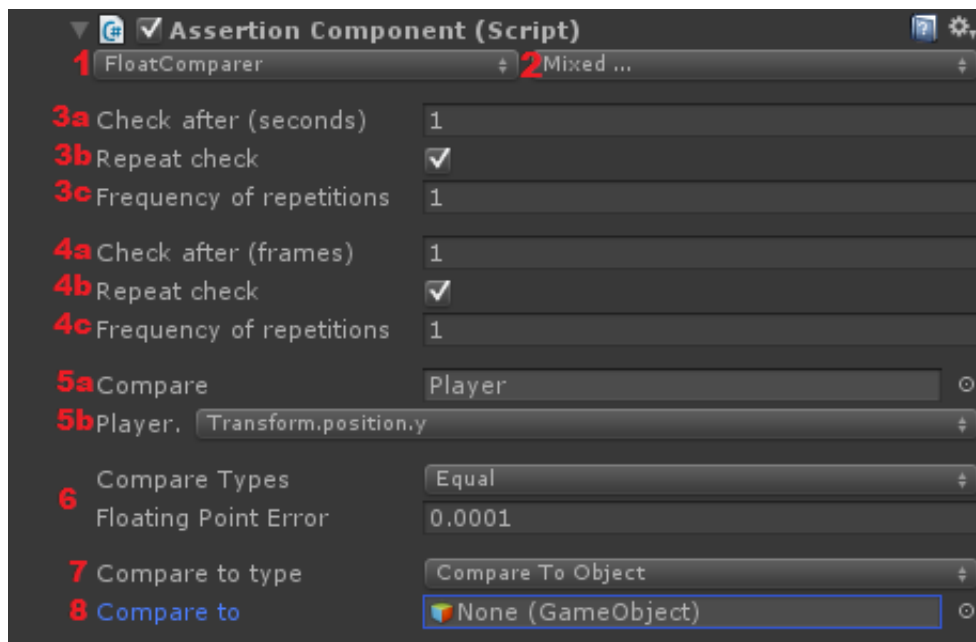 Assertion Component (Script)
1 FloatComparer 2 Mixed ...
3a Check after (seconds) 1
3b Repeat check
3c Frequency of repetitions 1
4a Check after (frames) 1
4b Repeat check
4c Frequency of repetitions 1
5a Compare Player
5b Player. Transform.position.y
Compare Types Equal
6
Floating Point Error 0.0001
7 Compare to type Compare To Object
8 Compare to None (GameObject)